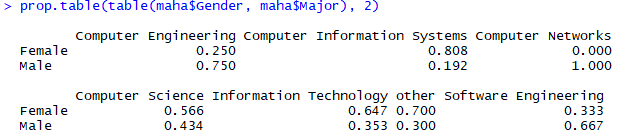 > prop.table(table(maha$Gender, maha$Major), 2)
Computer Engineering Computer Information Systems Computer Networks
Female 0.250 0.808 0.000
Male 0.750 0.192 1.000
Computer Science Information Technology other Software Engineering
Female 0.566 0.647 0.700 0.333
Male 0.434 0.353 0.300 0.667